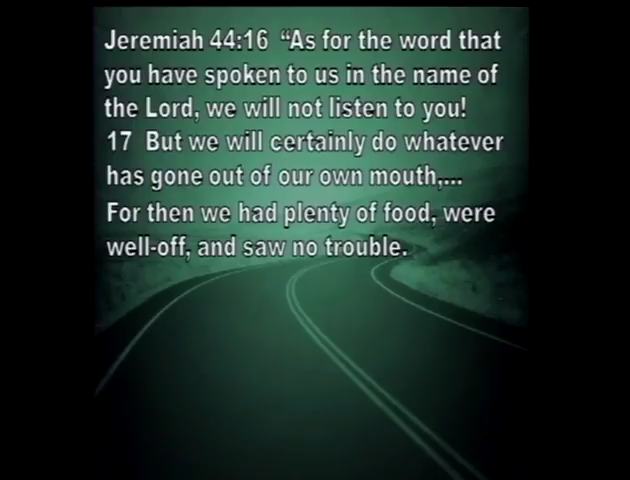 Jeremiah 44:16  “As for the word that
you have spoken to us in the name of
the Lord, we will not listen to you!
17  But we will certainly do whatever
has gone out of our own mouth,...
For then we had plenty of food, were
well-off, and saw no trouble.